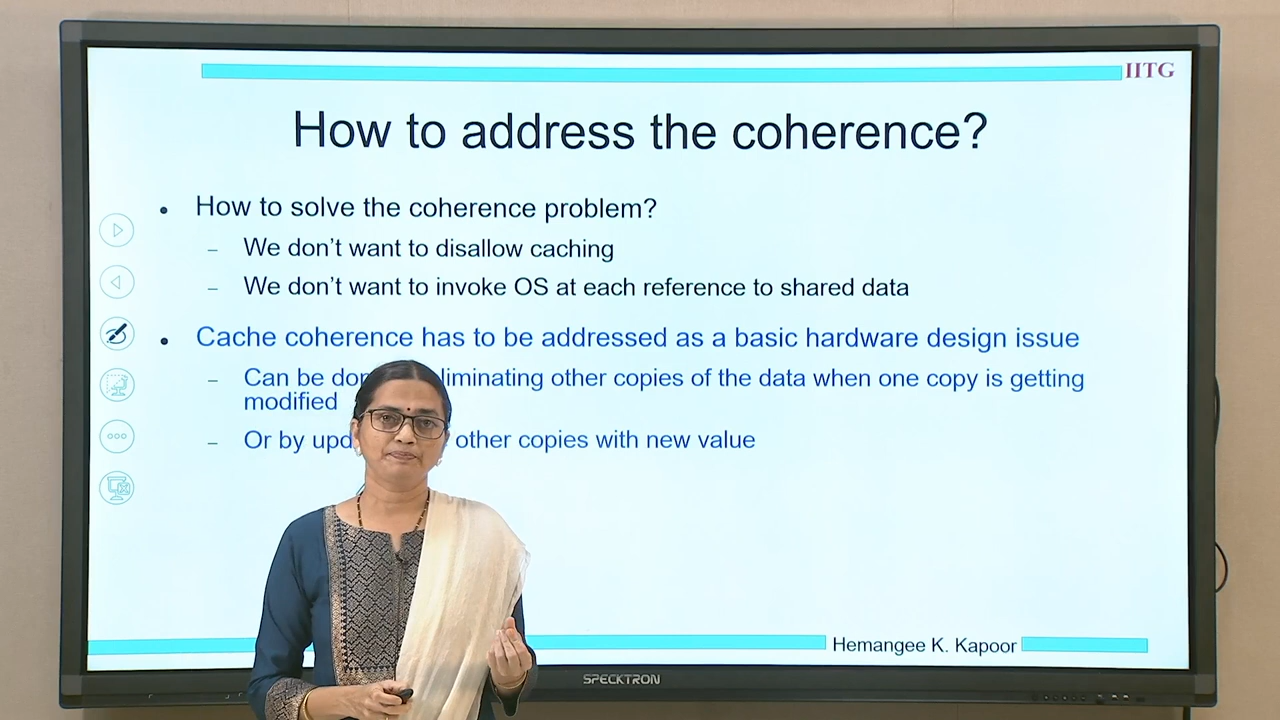 IITG
How to address the coherence?
• How to solve the coherence problem?
– We don't want to disallow caching
– We don't want to invoke OS at each reference to shared data
• Cache coherence has to be addressed as a basic hardware design issue
– Can be liminating other copies of the data when one copy is getting
modified
– Or by other copies with new value
Hemangee K. Kapoor
SPECKTRON